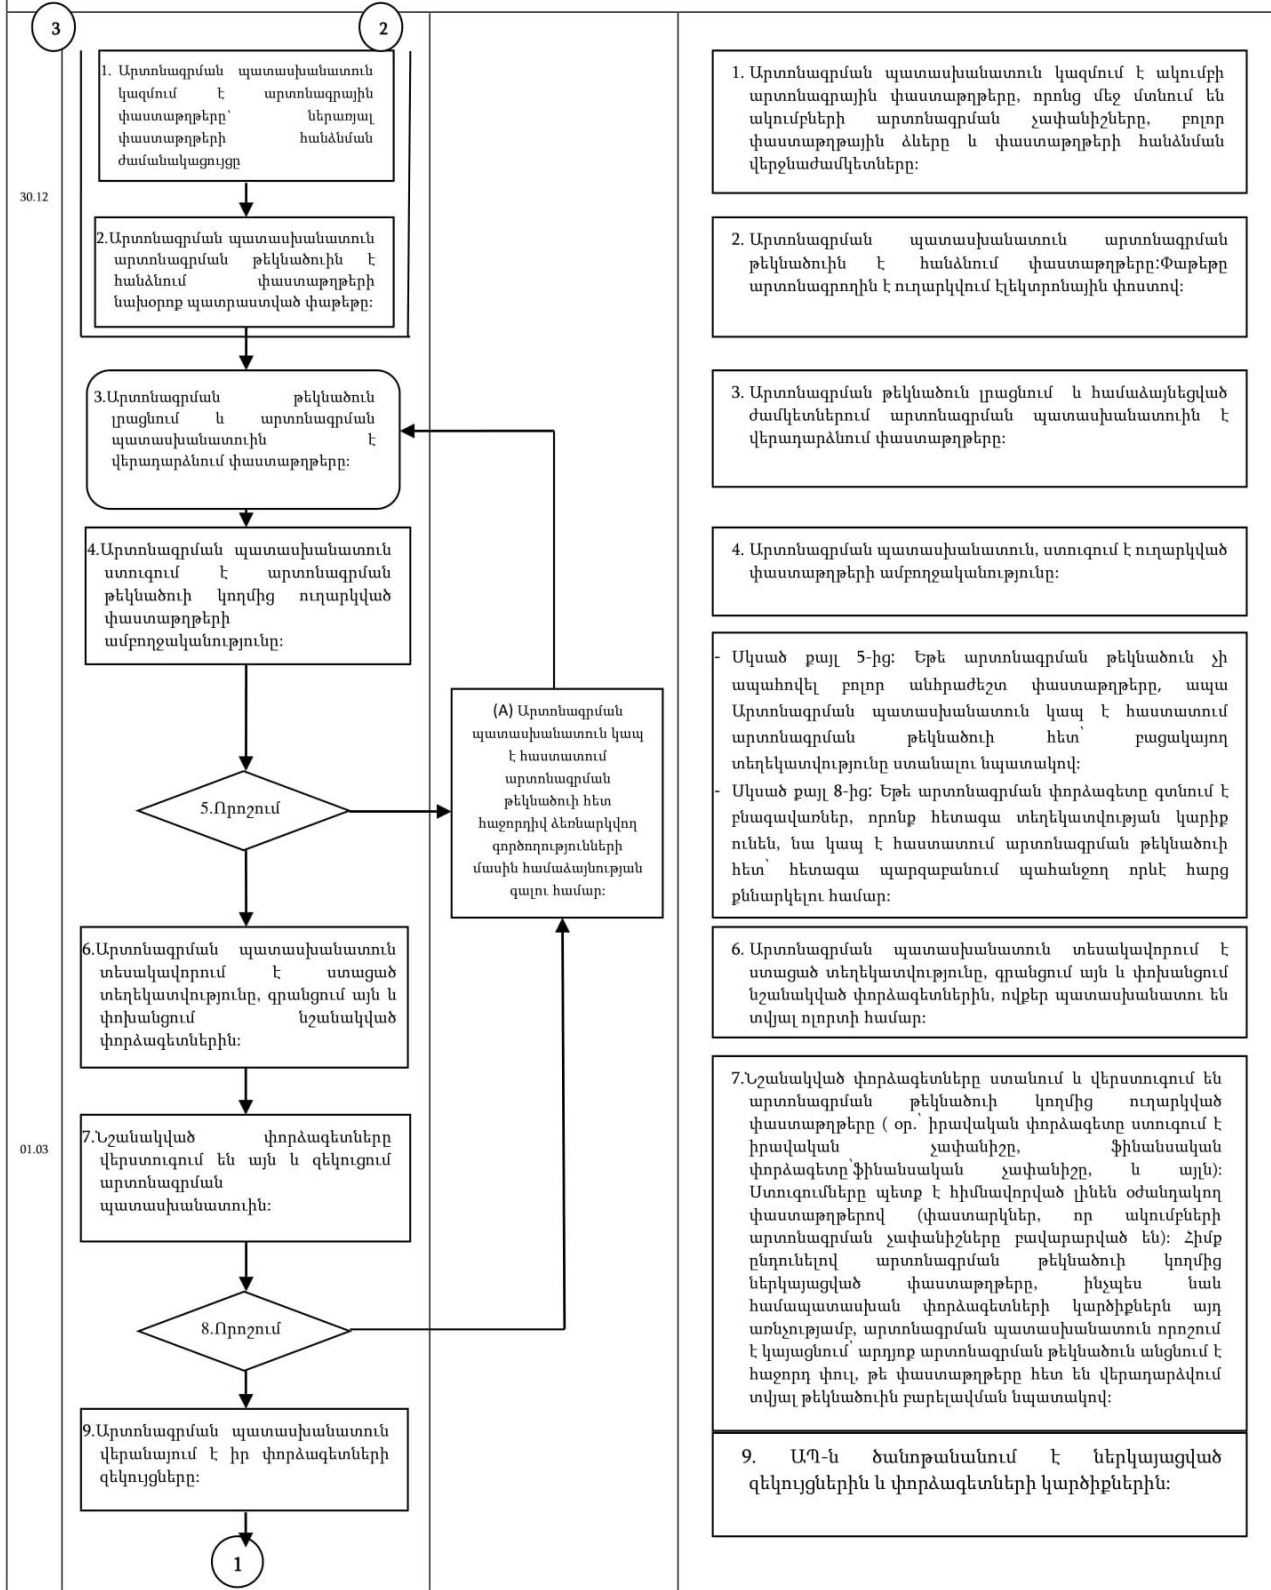 3
2
1. Արտոնագրման պատասխանատուն
կազմում է արտոնագրային
փաստաթղթերը՝ ներառյալ
փաստաթղթերի հանձնման
ժամանակացույցը
30.12
2.Արտոնագրման պատասխանատուն
արտոնագրման թեկնածուին է
հանձնում փաստաթղթերի
նախօրոք պատրաստված փաթեթը։
3.Արտոնագրման թեկնածուն
լրացնում և արտոնագրման
պատասխանատուին է
վերադարձնում փաստաթղթերը։
4.Արտոնագրման պատասխանատուն
ստուգում է արտոնագրման
թեկնածուի կողմից ուղարկված
փաստաթղթերի
ամբողջականությունը։
5.Որոշում
6.Արտոնագրման պատասխանատուն
տեսակավորում է ստացած
տեղեկատվությունը, գրանցում այն և
փոխանցում նշանակված
փորձագետներին։
01.03
7.Նշանակված փորձագետները
վերստուգում են այն և զեկուցում
արտոնագրման
պատասխանատուին։
8.Որոշում
9.Արտոնագրման պատասխանատուն
վերանայում է իր փորձագետների
զեկույցները։
1
(A) Արտոնագրման
պատասխանատուն կապ
է հաստատում
արտոնագրման
թեկնածուի հետ
հաջորդիվ ձեռնարկվող
գործողությունների
մասին համաձայնության
գալու համար։
1. Արտոնագրման պատասխանատուն կազմում է ակումբի
արտոնագրային փաստաթղթերը, որոնց մեջ մտնում են
ակումբների արտոնագրման չափանիշները, բոլոր
փաստաթղթային ձևերը և փաստաթղթերի հանձնման
վերջնաժամկետները։
2. Արտոնագրման պատասխանատուն արտոնագրման
թեկնածուին է հանձնում փաստաթղթերը:Փաթեթը
արտոնագրողին է ուղարկվում էլեկտրոնային փոստով։
3. Արտոնագրման թեկնածուն լրացնում և համաձայնեցված
ժամկետներում արտոնագրման պատասխանատուին է
վերադարձնում փաստաթղթերը։
4. Արտոնագրման պատասխանատուն, ստուգում է ուղարկված
փաստաթղթերի ամբողջականությունը։
- Սկսած քայլ 5-ից: Եթե արտոնագրման թեկնածուն չի
ապահովել բոլոր անհրաժեշտ փաստաթղթերը, ապա
Արտոնագրման պատասխանատուն կապ է հաստատում
արտոնագրման թեկնածուի հետ՝ բացակայող
տեղեկատվությունը ստանալու նպատակով։
- Սկսած քայլ 8-ից: Եթե արտոնագրման փորձագետը գտնում է
բնագավառներ, որոնք հետագա տեղեկատվության կարիք
ունեն, նա կապ է հաստատում արտոնագրման թեկնածուի
հետ՝ հետագա պարզաբանում պահանջող որևէ հարց
քննարկելու համար։
6. Արտոնագրման պատասխանատուն տեսակավորում է
ստացած տեղեկատվությունը, գրանցում այն և փոխանցում
նշանակված փորձագետներին, ովքեր պատասխանատու են
տվյալ ոլորտի համար։
7.Նշանակված փորձագետները ստանում և վերստուգում են
արտոնագրման թեկնածուի կողմից ուղարկված
փաստաթղթերը ( օր.՝ իրավական փորձագետը ստուգում է
իրավական չափանիշը, ֆինանսական
փորձագետը՝ֆինանսական չափանիշը, և այլն)։
Ստուգումները պետք է հիմնավորված լինեն օժանդակող
փաստաթղթերով (փաստարկներ, որ ակումբների
արտոնագրման չափանիշները բավարարված են)։ Հիմք
ընդունելով արտոնագրման թեկնածուի կողմից
ներկայացված փաստաթղթերը, ինչպես նաև
համապատասխան փորձագետների կարծիքներն այդ
առնչությամբ, արտոնագրման պատասխանատուն որոշում
է կայացնում՝ արդյոք արտոնագրման թեկնածուն անցնում է
հաջորդ փուլ, թե փաստաթղթերը հետ են վերադարձվում
տվյալ թեկնածուին բարելավման նպատակով։
9. ԱՊ-ն ծանոթանանում է ներկայացված
զեկույցներին և փորձագետների կարծիքներին։